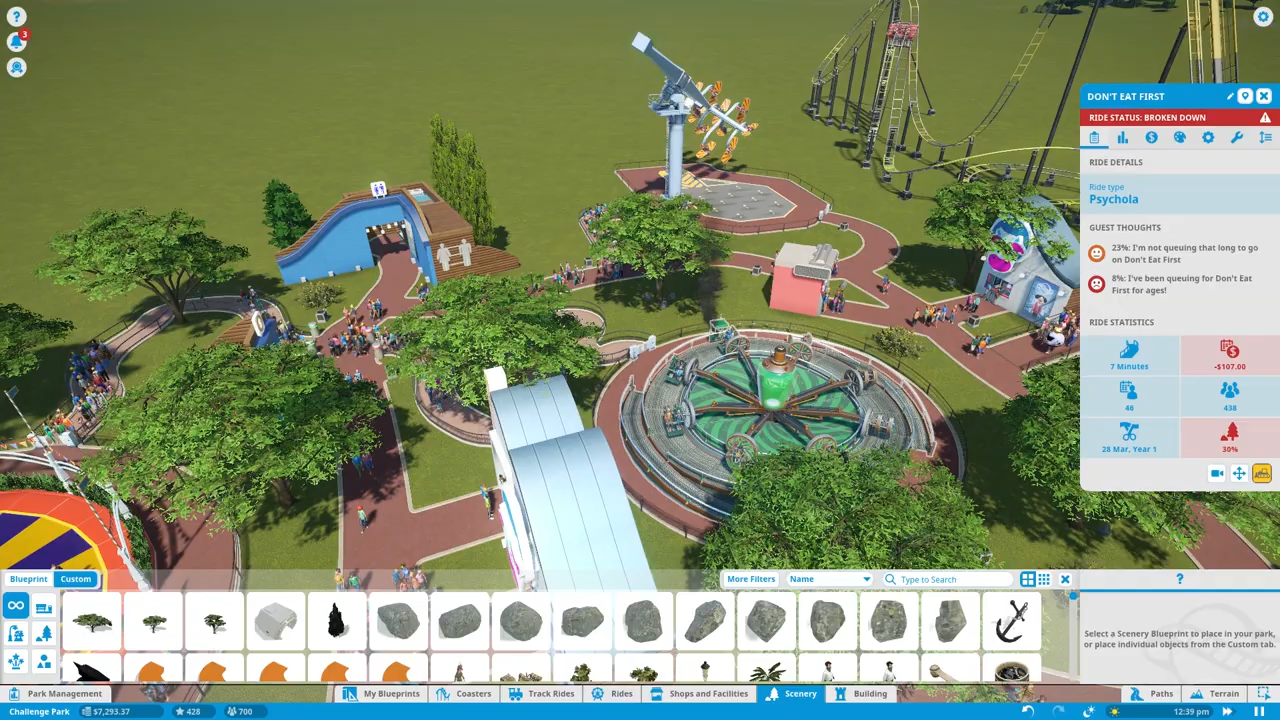 ?
3
DON'T EAT FIRST
RIDE STATUS: BROKEN DOWN
RIDE DETAILS
Ride type
Psychola
GUEST THOUGHTS
23%: I'm not queuing that long to go
on Don't Eat First
8%: I've been queuing for Don't Eat
First for ages!
RIDE STATISTICS
7 Minutes
-$107.00
46
438
28 Mar, Year 1
30%
Blueprint
Custom
More Filters
Name
Type to Search
?
Select a Scenery Blueprint to place in your park,
or place individual objects from the Custom tab.
Park Management
My Blueprints
Coasters
Track Rides
Rides
Shops and Facilities
Scenery
Building
Paths
Terrain
Challenge Park
$7,293.37
428
700
12:39 pm